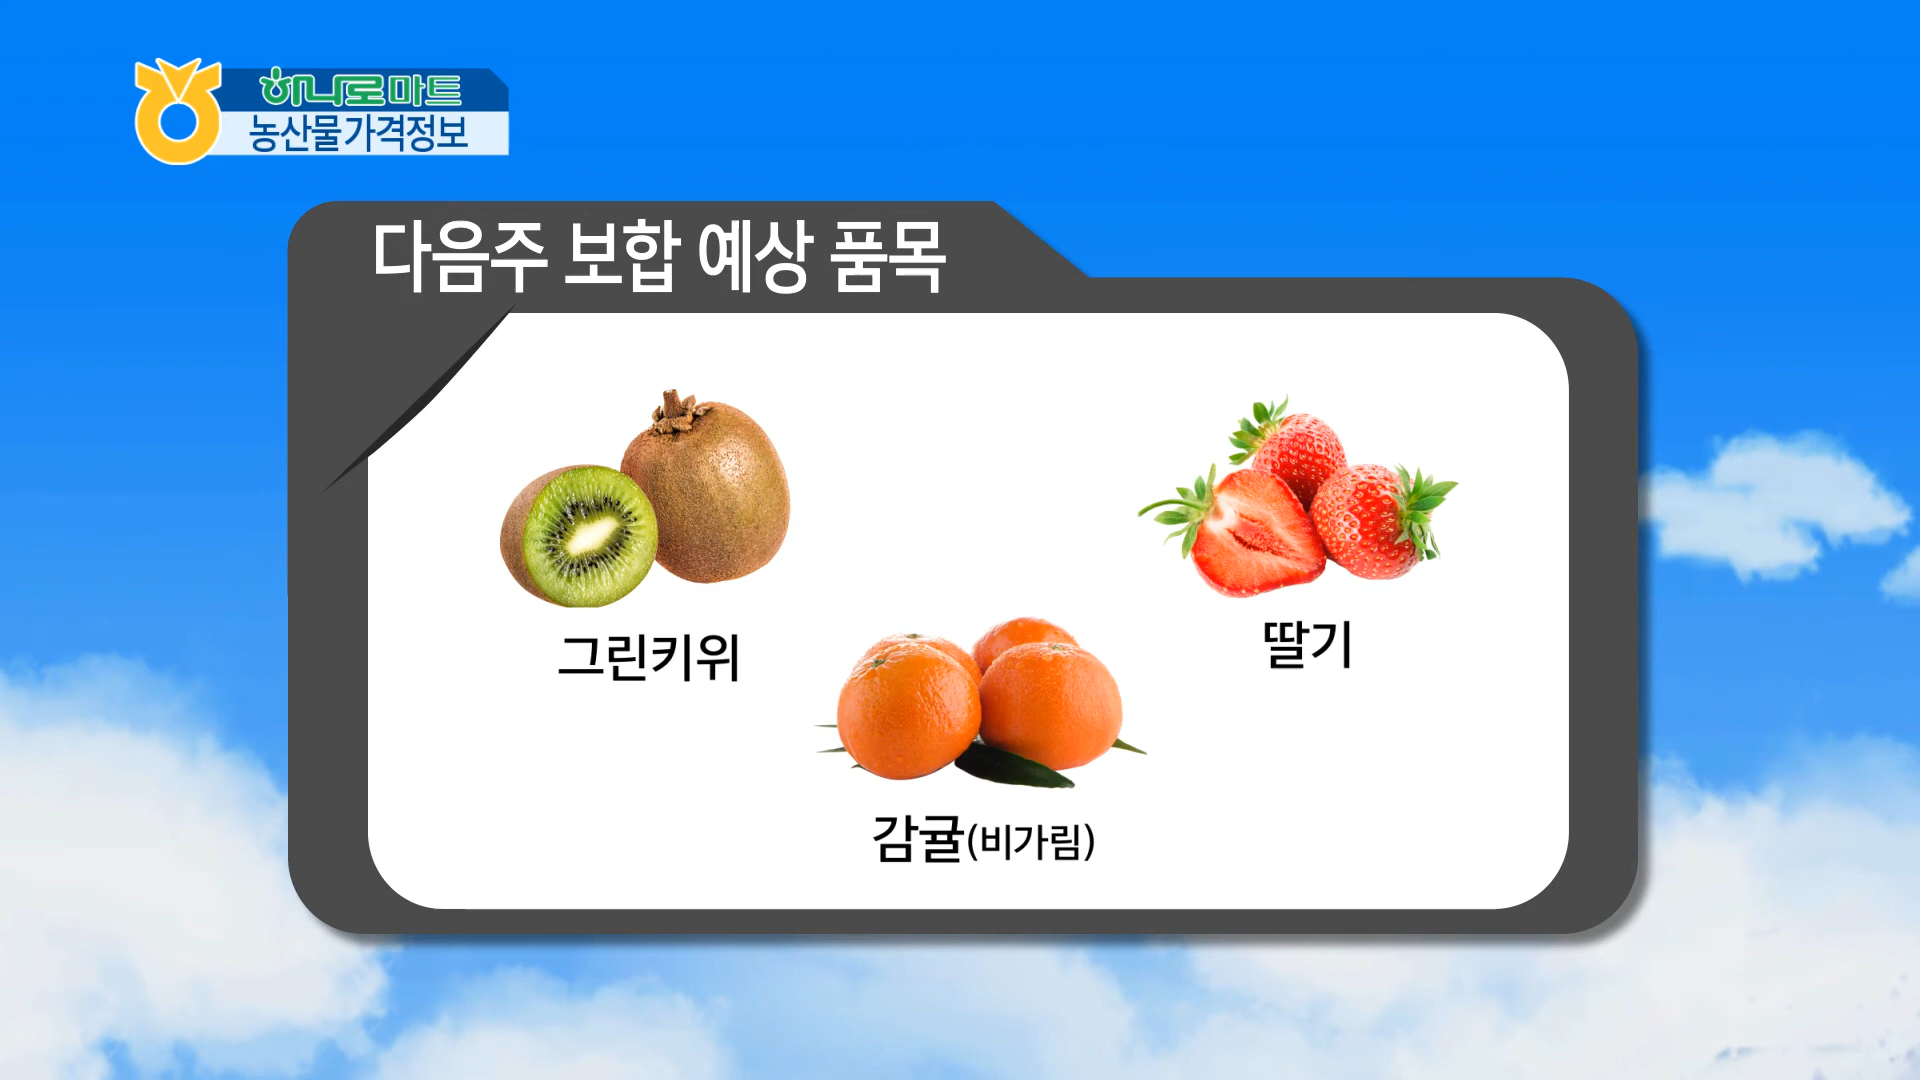 하나로마트
농산물가격정보
다음주 보합 예상 품목
그린키위
딸기
감귤(비가림)